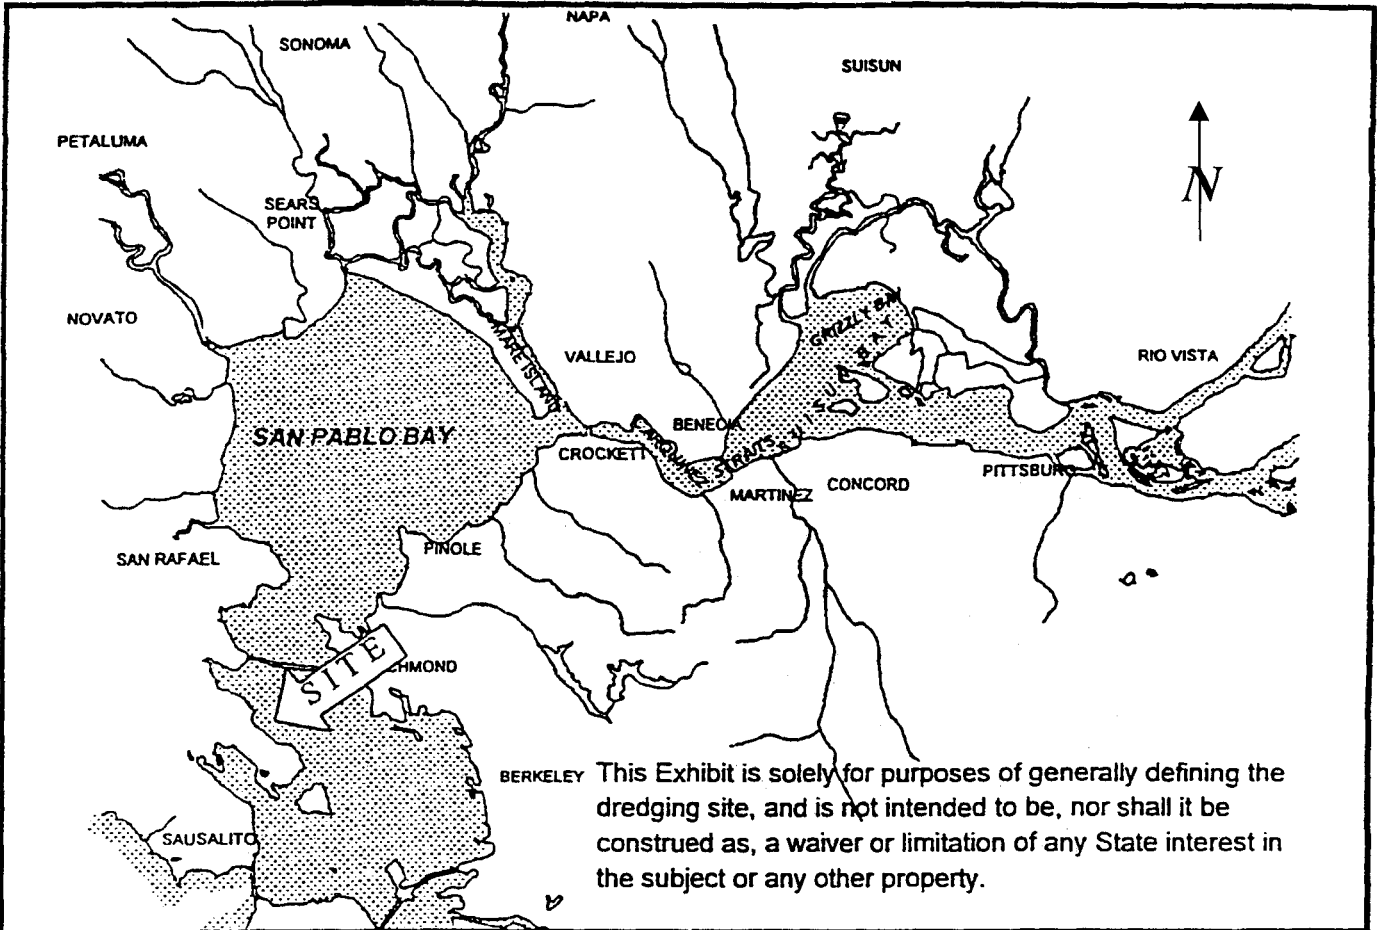 NAPA
SONOMA
SUISUN
PETALUMA
N
SEARS
POINT
GRIZZLY BAY
NOVATO
MARE ISLAND
VALLEJO
RIO VISTA
SUISUN BAY
BENECIA
SAN PABLO BAY
CARQUINEZ STRAITS
CROCKETT
PITTSBURG
CONCORD
MARTINEZ
PINOLE
SAN RAFAEL
SITE
CHMOND
BERKELEY
This Exhibit is solely for purposes of generally defining the
dredging site, and is not intended to be, nor shall it be
construed as, a waiver or limitation of any State interest in
the subject or any other property.
SAUSALITO